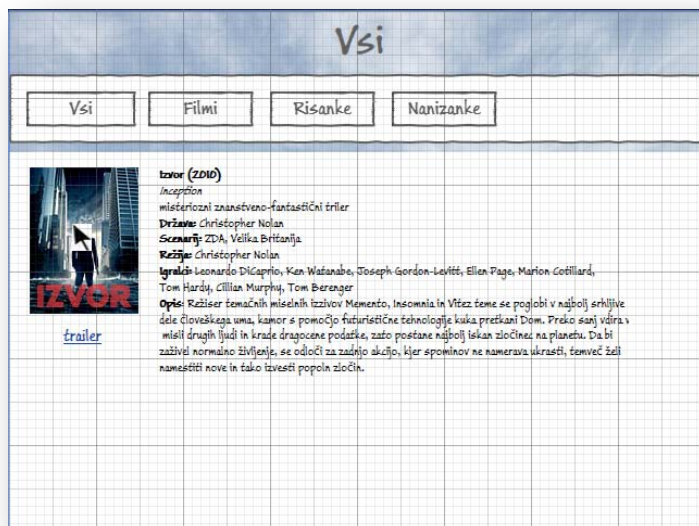 Vsi
Vsi Filmi Risanke Nanizanke
IZVOR
trailer
Izvor (2010)
Inception
misteriozni znanstveno-fantastični triler
Država: Christopher Nolan
Scenarij: ZDA, Velika Britanija
Režija: Christopher Nolan
Igralci: Leonardo DiCaprio, Ken Watanabe, Joseph Gordon-Levitt, Ellen Page, Marion Cotillard,
Tom Hardy, Cillian Murphy, Tom Berenger
Opis: Režiser temačnih miselnih izzivov Memento, Insomnia in Vitez teme se poglobi v najbolj srhljive
dele človeškega uma, kamor s pomočjo futuristične tehnologije kuka pretkani Dom. Preko sanj vdira v
misli drugih ljudi in krade dragocene podatke, zato postane najbolj iskan zločinec na planetu. Da bi
zaživel normalno življenje, se odloči za zadnjo akcijo, kjer spominov ne namerava ukrasti, temveč želi
namestiti nove in tako izvesti popoln zločin.